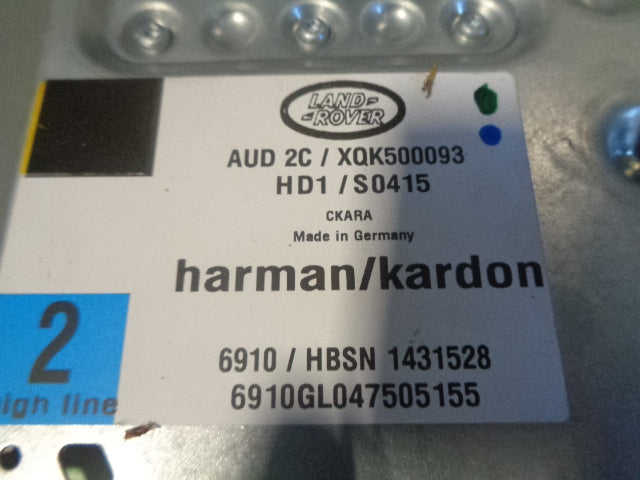 LAND-
-ROVER
AUD 2C / XQK500093
HD1 / S0415
CKARA
Made in Germany
harman/kardon
2
high line
6910 / HBSN 1431528
6910GL047505155